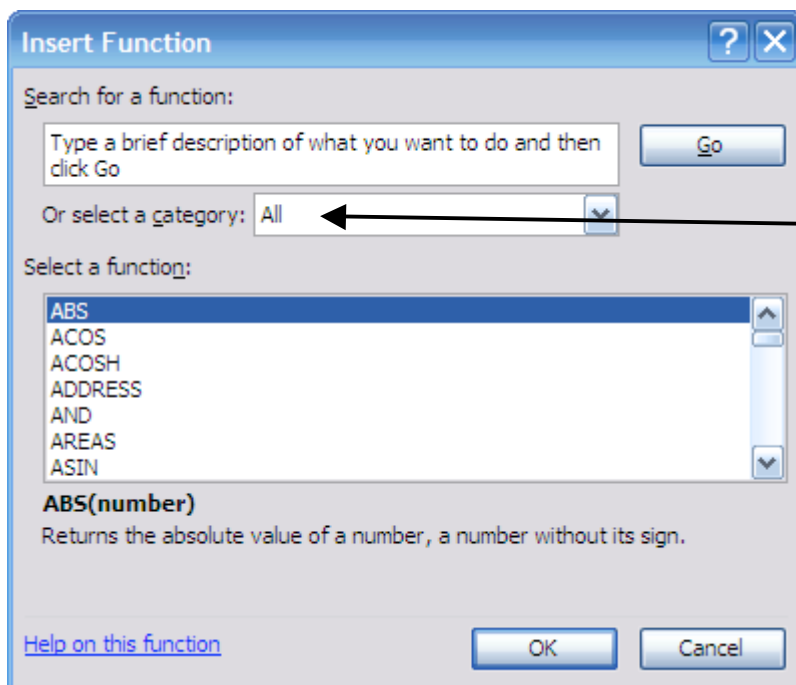 Insert Function
Search for a function:
Type a brief description of what you want to do and then
click Go
Go
Or select a category: All
Select a function:
ABS
ACOS
ACOSH
ADDRESS
AND
AREAS
ASIN
ABS(number)
Returns the absolute value of a number, a number without its sign.
Help on this function
OK
Cancel